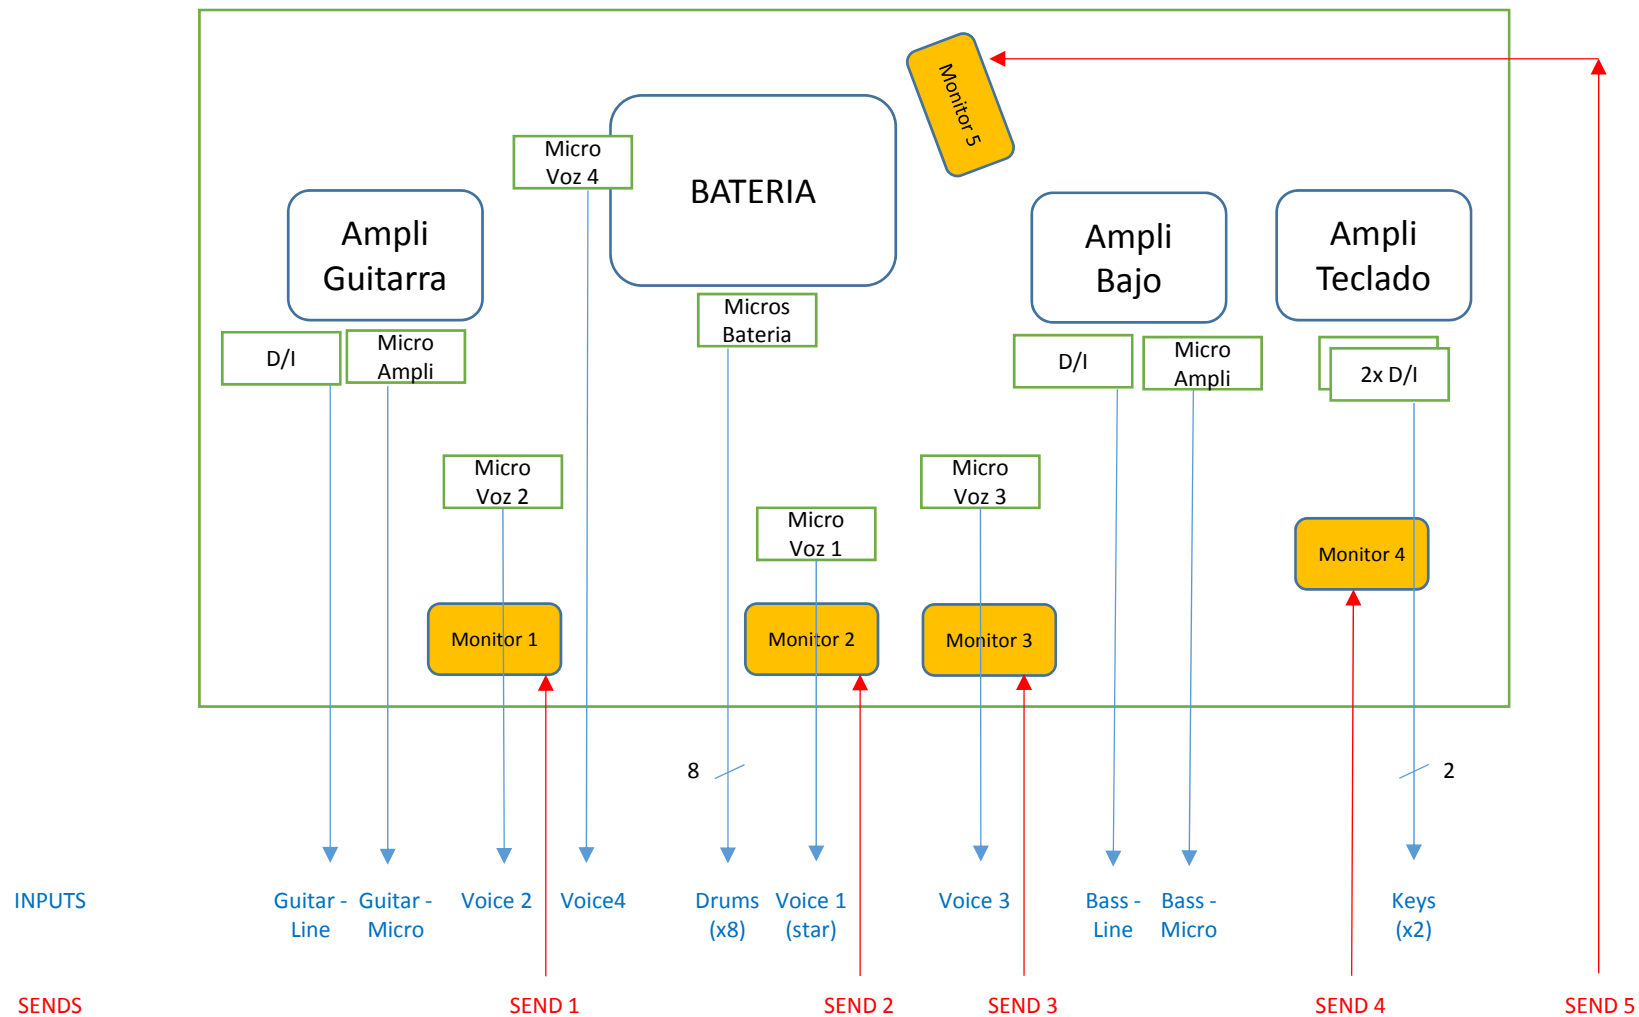 Monitor 5
Micro
Voz 4
BATERIA
Ampli
Guitarra
Ampli
Bajo
Ampli
Teclado
Micros
Bateria
D/I
Micro
Ampli
D/I
Micro
Ampli
2x D/I
Micro
Voz 2
Micro
Voz 3
Micro
Voz 1
Monitor 4
Monitor 1
Monitor 2
Monitor 3
8
2
INPUTS
Guitar -
Line
Guitar -
Micro
Voice 2
Voice4
Drums
(x8)
Voice 1
(star)
Voice 3
Bass -
Line
Bass -
Micro
Keys
(x2)
SENDS
SEND 1
SEND 2
SEND 3
SEND 4
SEND 5